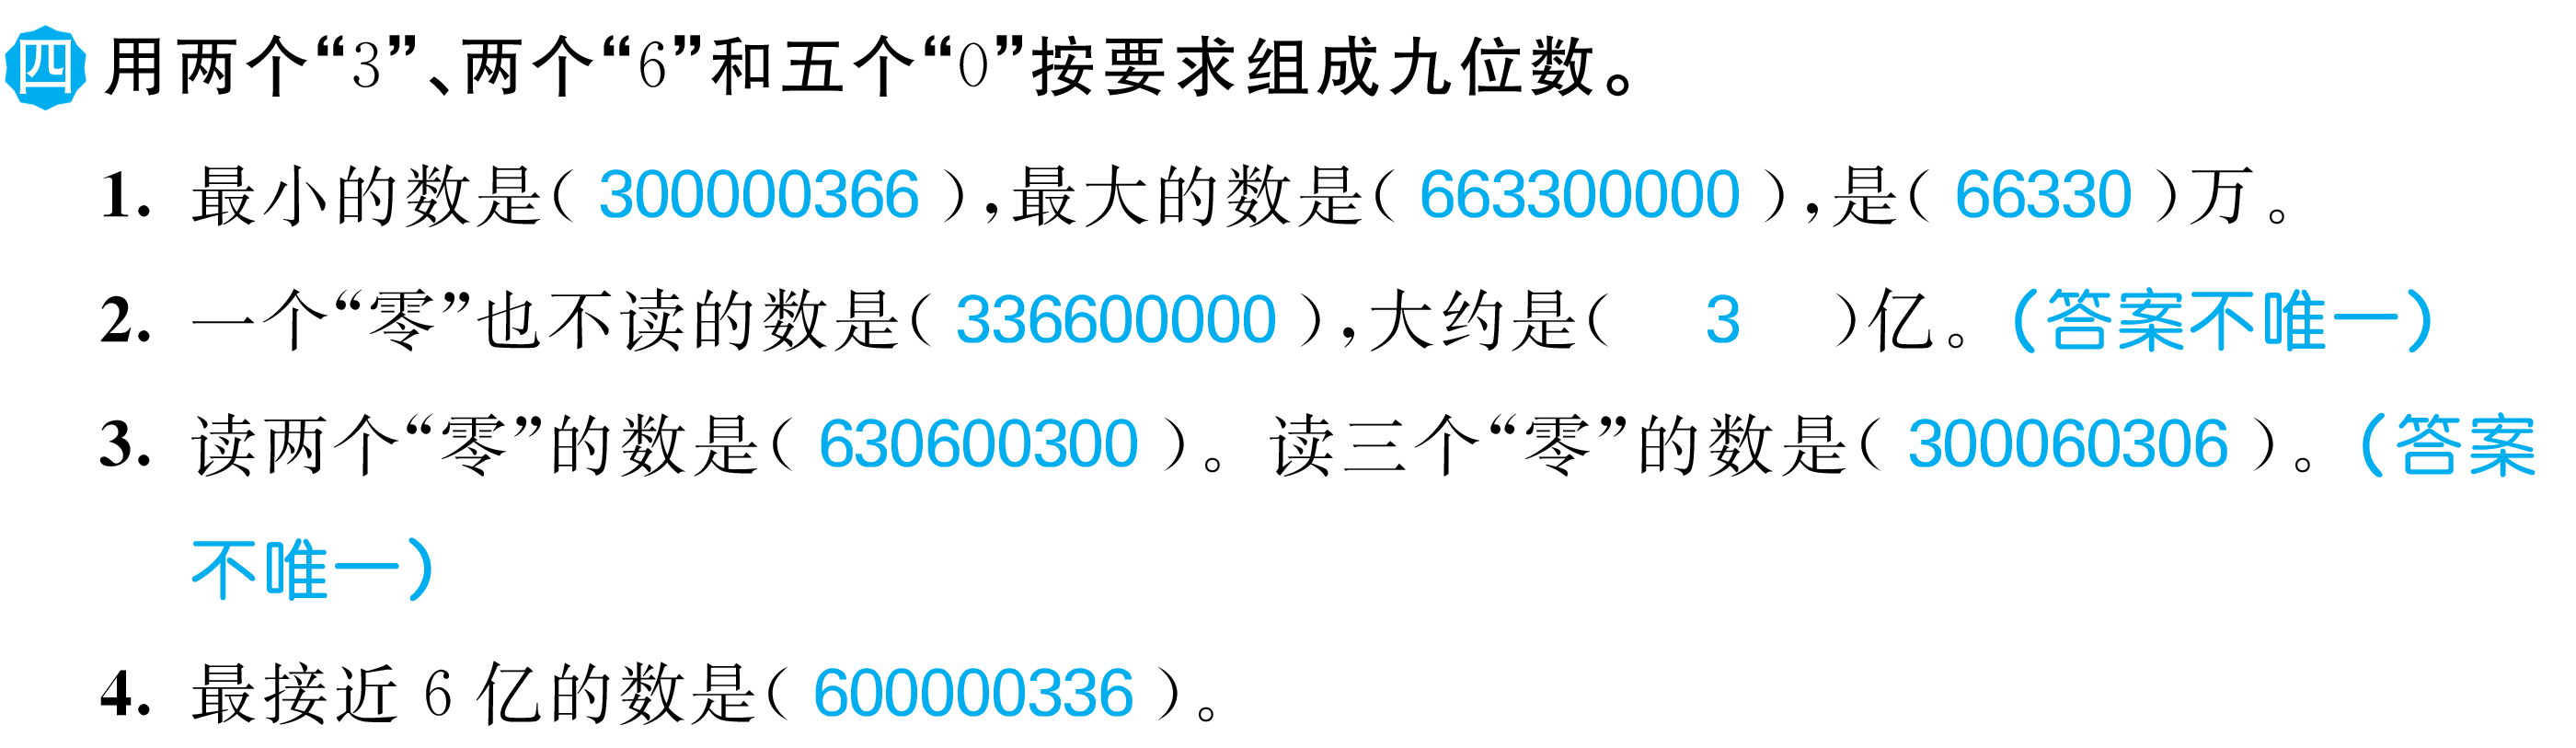 四 用两个“3”、两个“6”和五个“0”按要求组成九位数。
1. 最小的数是( 300000366 ),最大的数是( 663300000 ),是( 66330 )万。
2. 一个“零”也不读的数是( 336600000 ),大约是( 3 )亿。(答案不唯一)
3. 读两个“零”的数是( 630600300 )。读三个“零”的数是( 300060306 )。(答案
不唯一)
4. 最接近 6 亿的数是( 600000336 )。